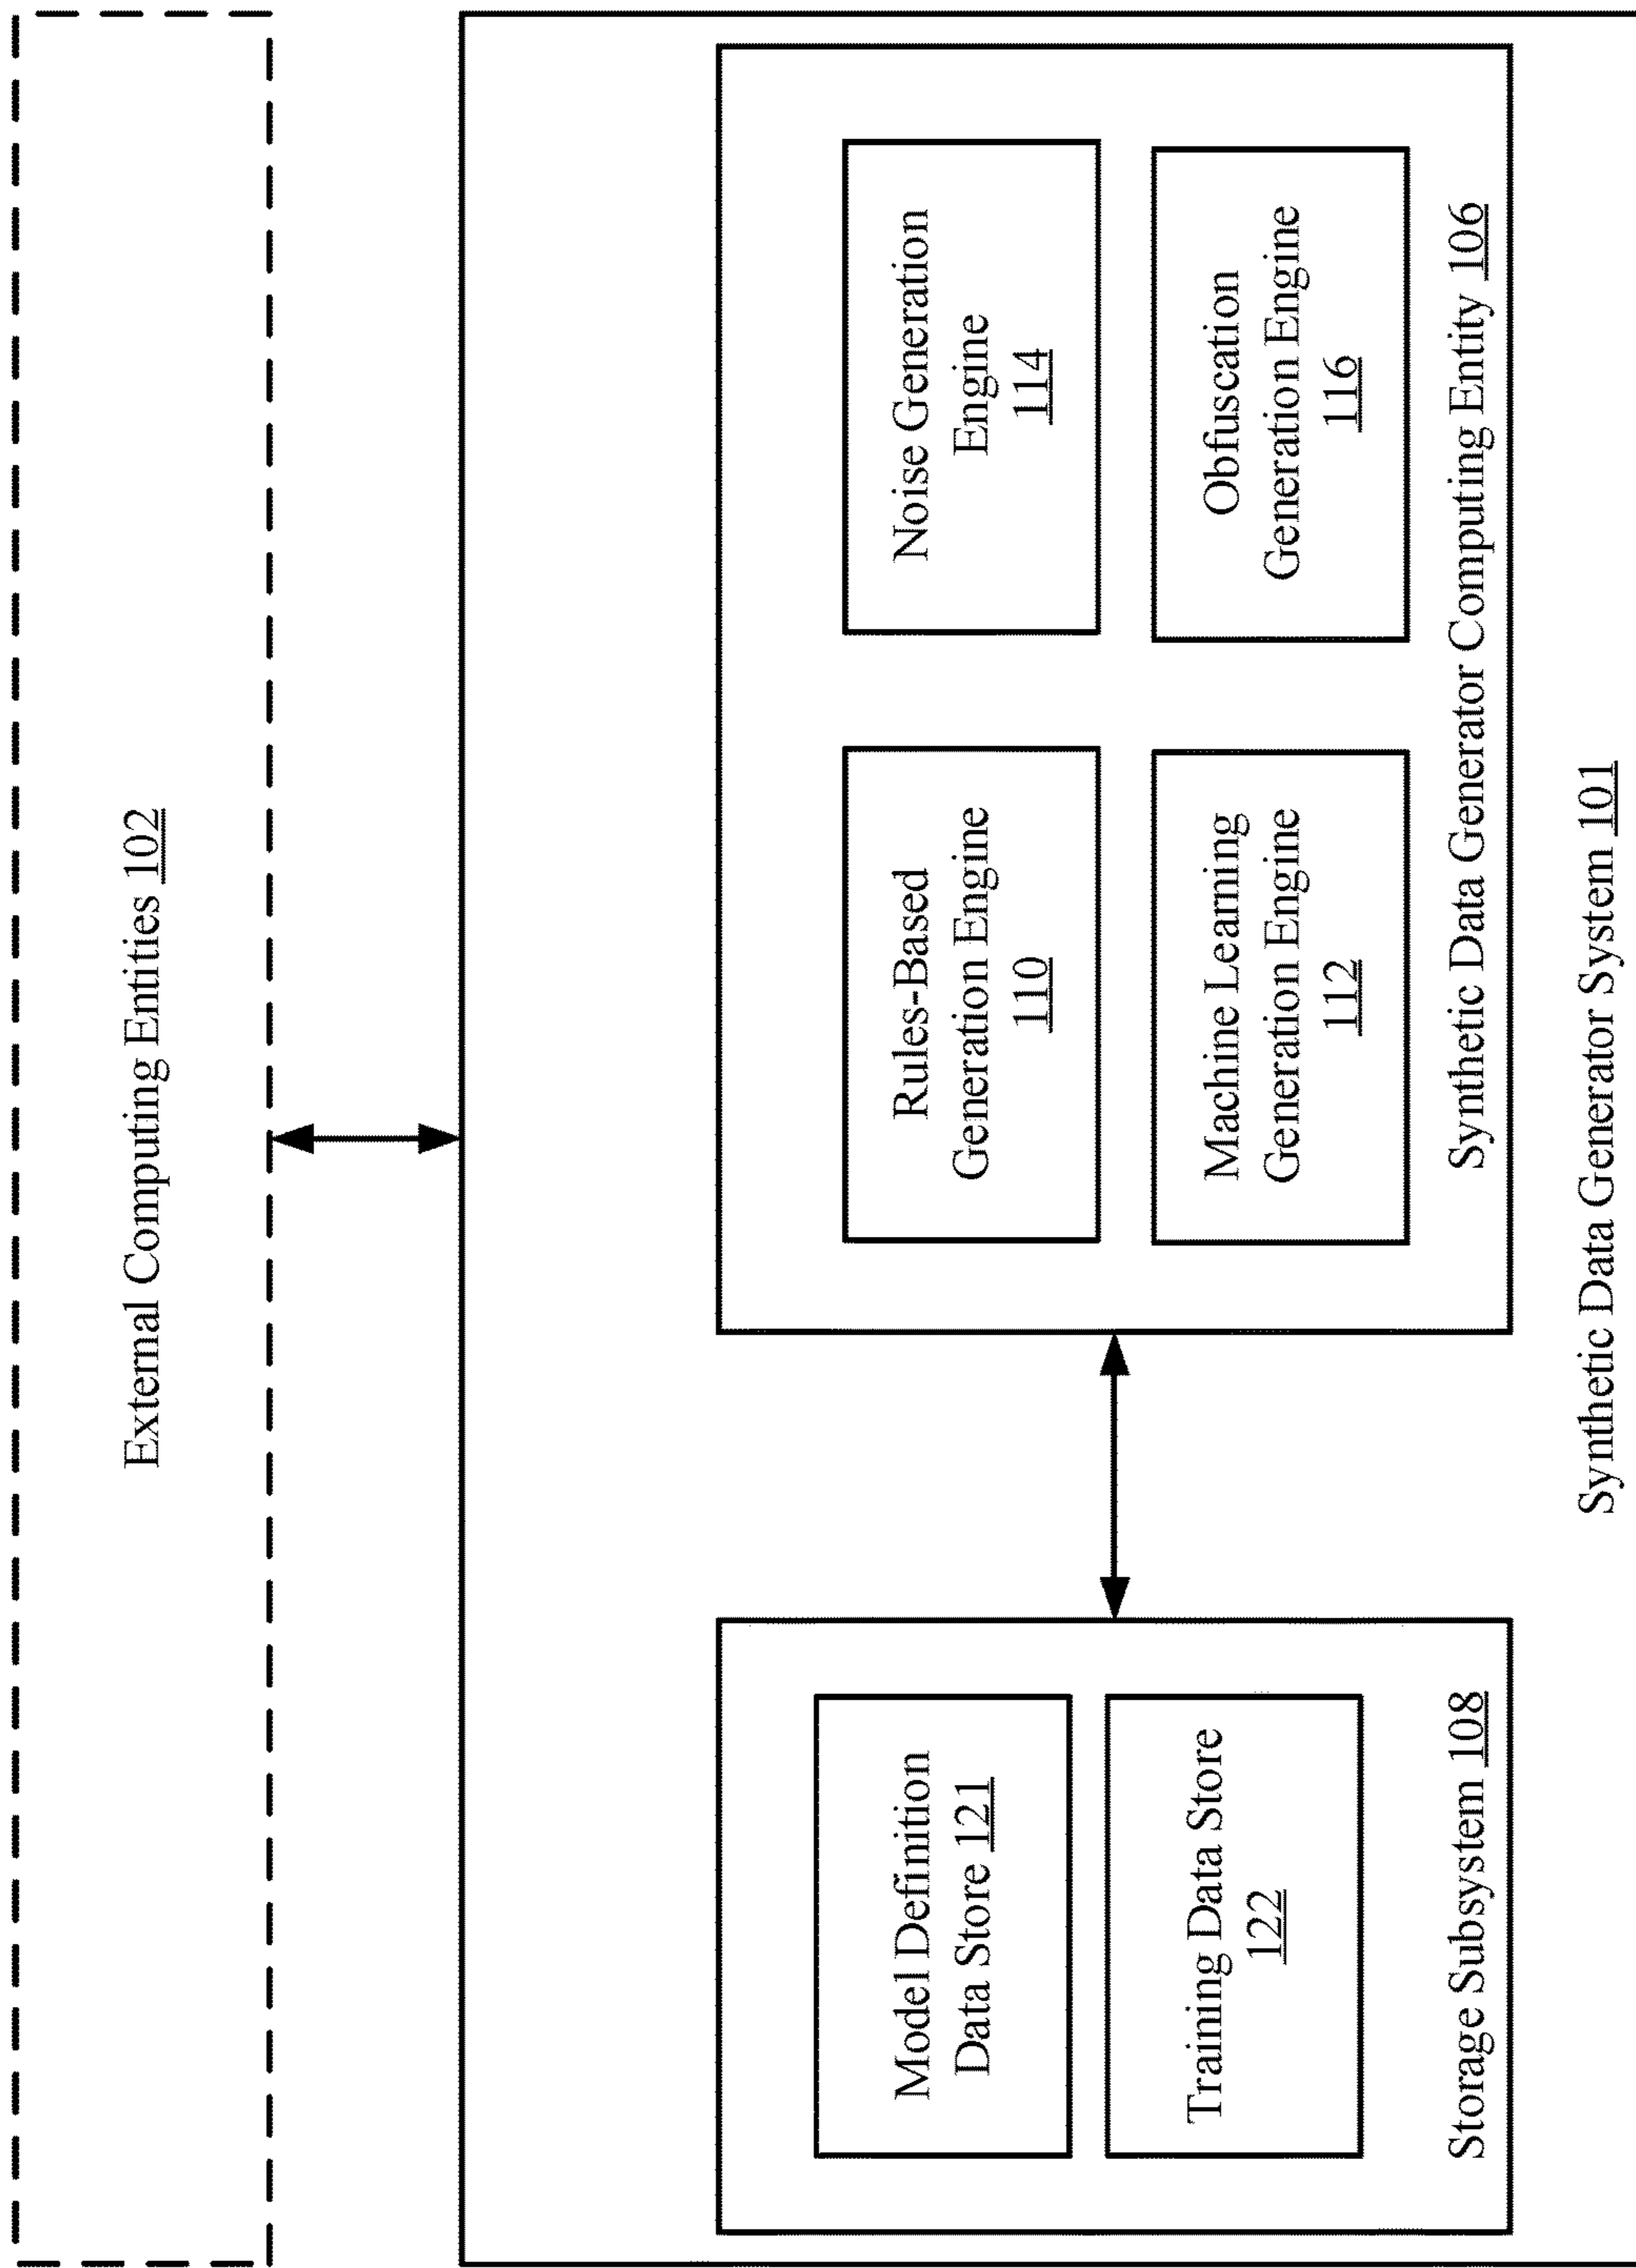 External Computing Entities 102
Model Definition
Data Store 121
Training Data Store
122
Storage Subsystem 108
Rules-Based
Generation Engine
110
Noise Generation
Engine
114
Machine Learning
Generation Engine
112
Obfuscation
Generation Engine
116
Synthetic Data Generator Computing Entity 106
Synthetic Data Generator System 101